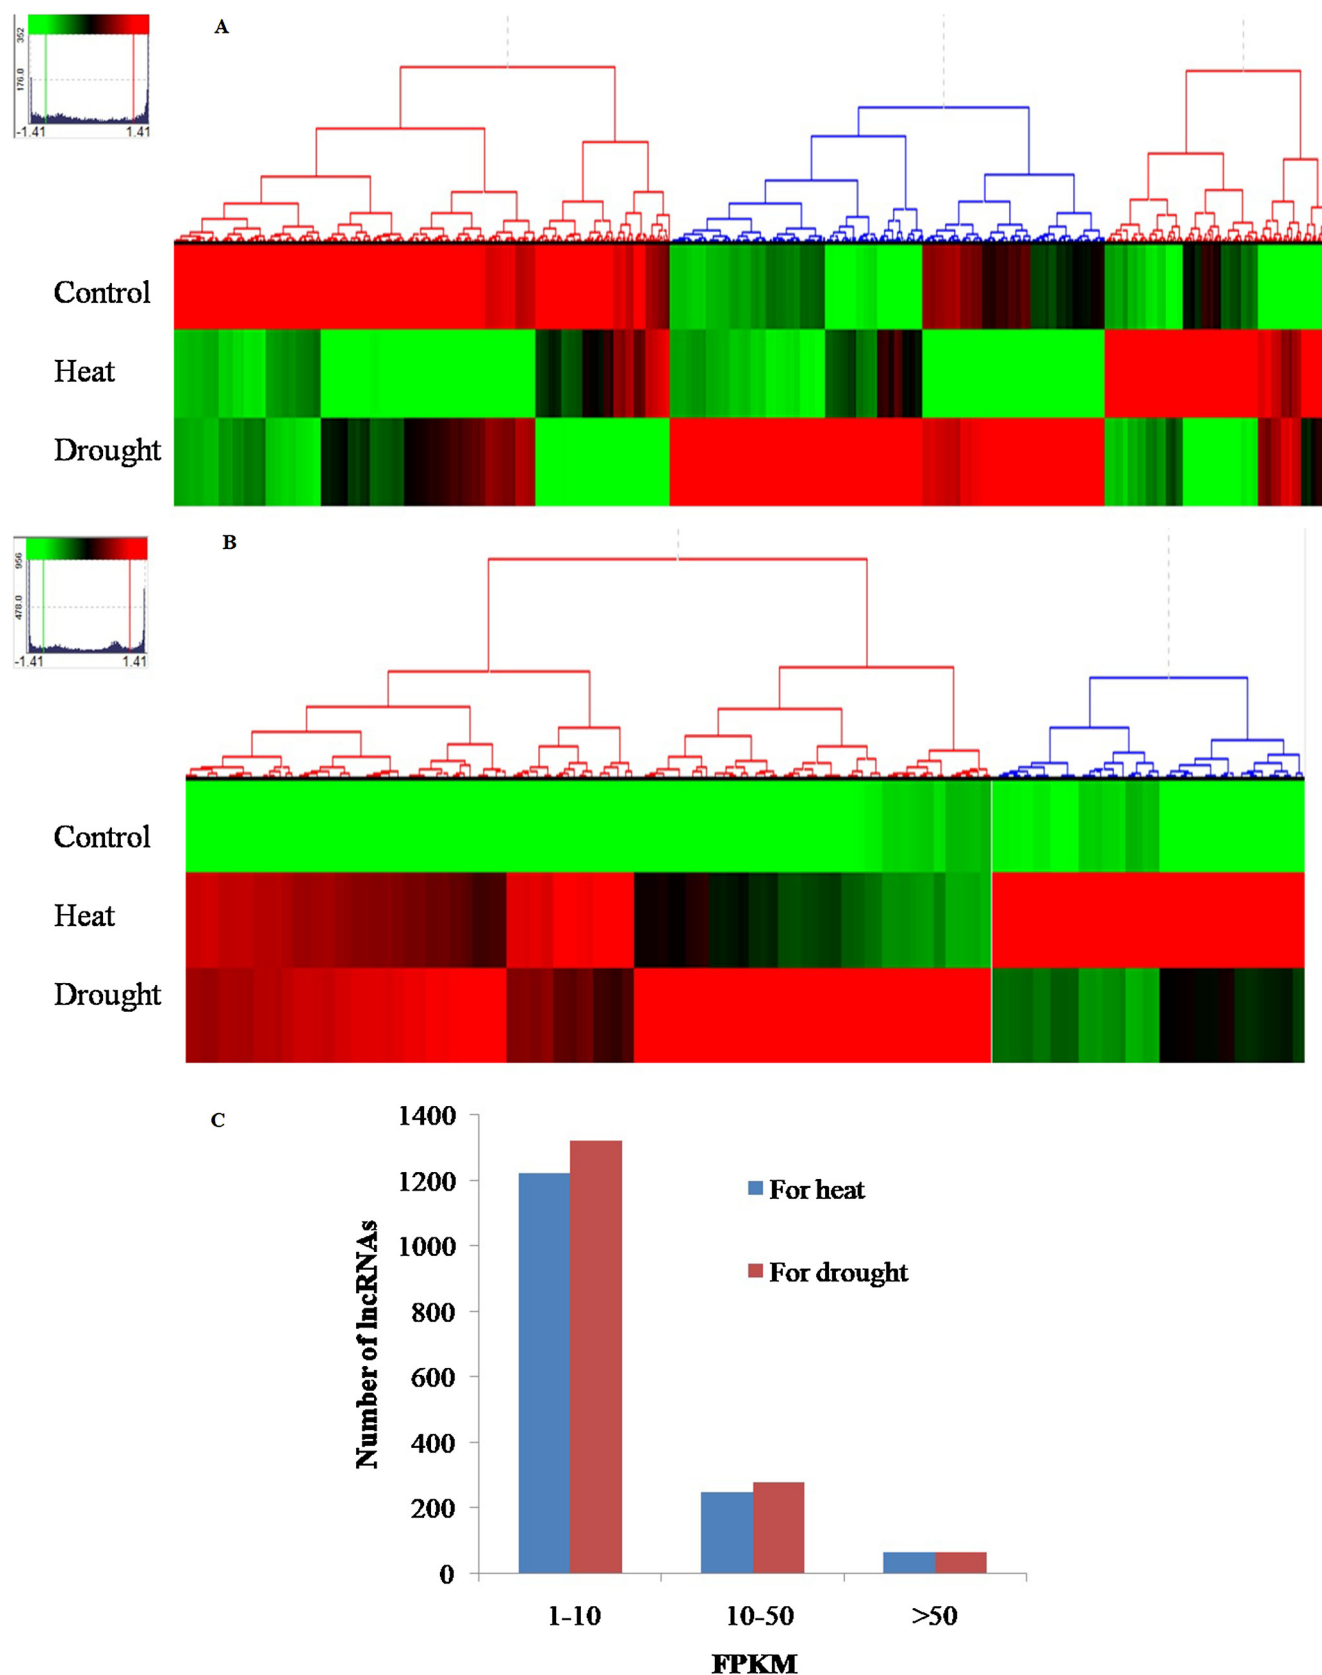 A
352
176.0
-1.41 1.41
Control
Heat
Drought
B
956
478.0
-1.41 1.41
Control
Heat
Drought
C
Number of lncRNAs
1400
1200
1000
800
600
400
200
0
For heat
For drought
1-10 10-50 >50
FPKM